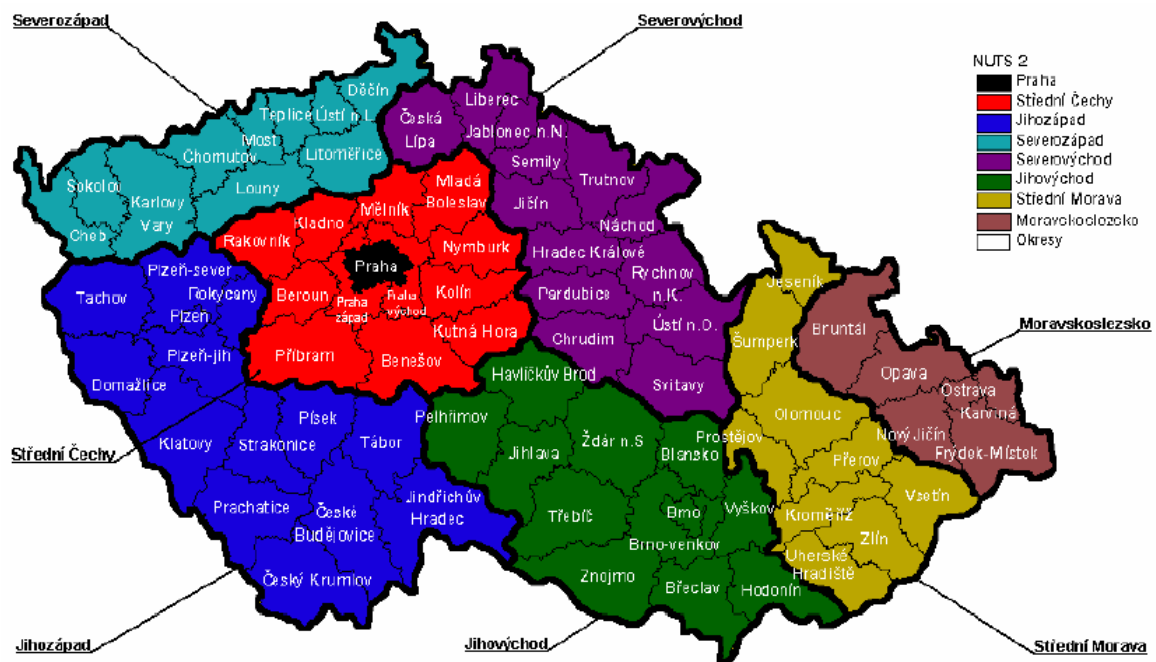 Severozápad
Severovýchod
NUTS 2
Praha
Střední Čechy
Jihozápad
Severozápad
Severovýchod
Jihovýchod
Střední Morava
Moravskoslezsko
Okresy
Děčín
Teplice
Ústí n.L.
Most
Chomutov
Litoměřice
Sokolov
Karlovy
Vary
Louny
Cheb
Liberec
Česká
Lípa
Jablonec n.N.
Semily
Trutnov
Jičín
Náchod
Hradec Králové
Rychnov
n.K.
Pardubice
Ústí n.O.
Chrudim
Svitavy
Mladá
Boleslav
Mělník
Kladno
Rakovník
Nymburk
Praha
Beroun
Praha
západ
Praha
východ
Kolín
Kutná Hora
Příbram
Benešov
Plzeň-sever
Tachov
Rokycany
Plzeň
Plzeň-jih
Domažlice
Klatovy
Písek
Strakonice
Tábor
Prachatice
České
Budějovice
Jindřichův
Hradec
Český Krumlov
Havlíčkův Brod
Pelhřimov
Jihlava
Ždár n.S
Blansko
Třebíč
Brno
Vyškov
Brno-venkov
Znojmo
Břeclav
Hodonín
Jeseník
Šumperk
Olomouc
Prostějov
Přerov
Kroměříž
Vsetín
Zlín
Uherské
Hradiště
Bruntál
Opava
Ostrava
Karviná
Nový Jičín
Frýdek-Místek
Moravskoslezsko
Střední Čechy
Jihozápad
Jihovýchod
Střední Morava